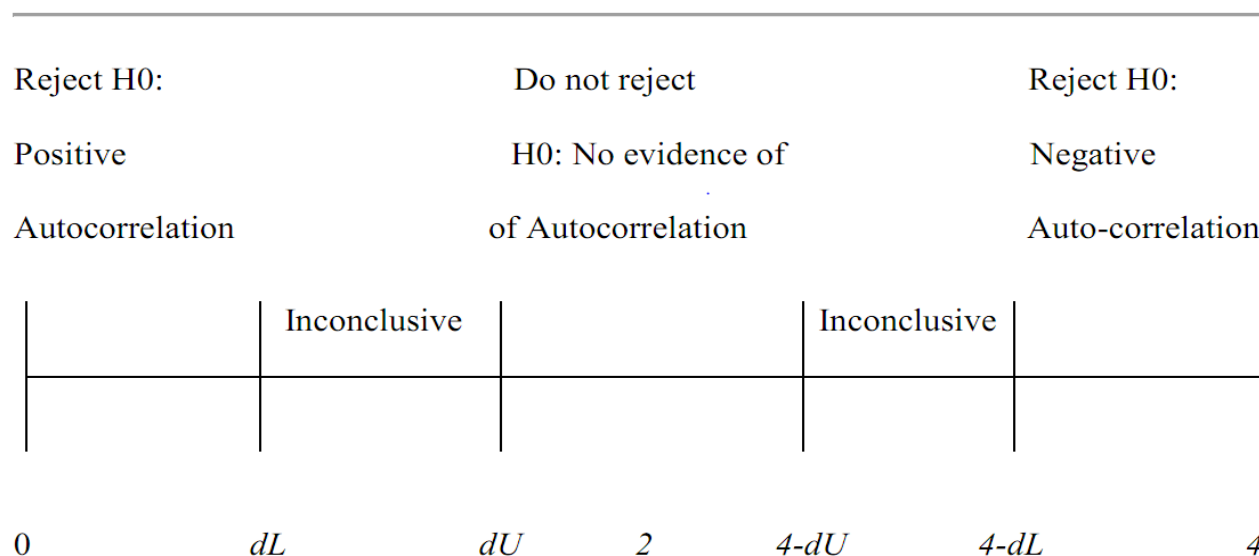 Reject H0: Do not reject Reject H0:
Positive H0: No evidence of Negative
Autocorrelation of Autocorrelation Auto-correlation
Inconclusive Inconclusive
0 dL dU 2 4-dU 4-dL 4